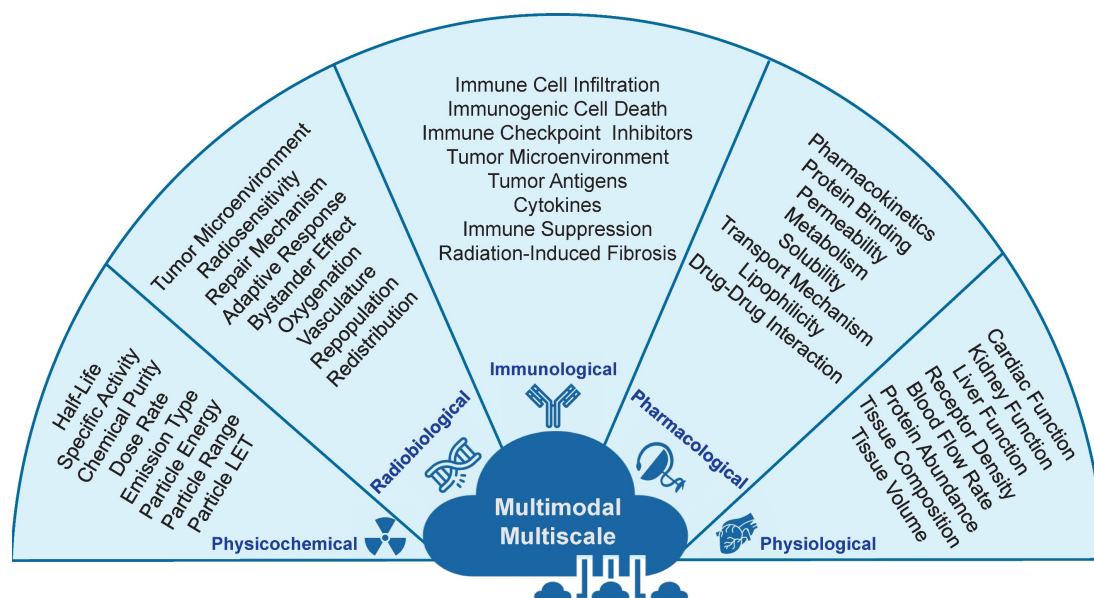 Half-Life
Specific Activity
Chemical Purity
Dose Rate
Emission Type
Particle Energy
Particle Range
Particle LET
Physicochemical
Tumor Microenvironment
Radiosensitivity
Repair Mechanism
Adaptive Response
Bystander Effect
Oxygenation
Vasculature
Repopulation
Redistribution
Radiobiological
Immune Cell Infiltration
Immunogenic Cell Death
Immune Checkpoint Inhibitors
Tumor Microenvironment
Tumor Antigens
Cytokines
Immune Suppression
Radiation-Induced Fibrosis
Immunological
Pharmacokinetics
Protein Binding
Permeability
Metabolism
Solubility
Transport Mechanism
Lipophilicity
Drug-Drug Interaction
Pharmacological
Cardiac Function
Kidney Function
Liver Function
Receptor Density
Blood Flow Rate
Protein Abundance
Tissue Composition
Tissue Volume
Physiological
Multimodal
Multiscale